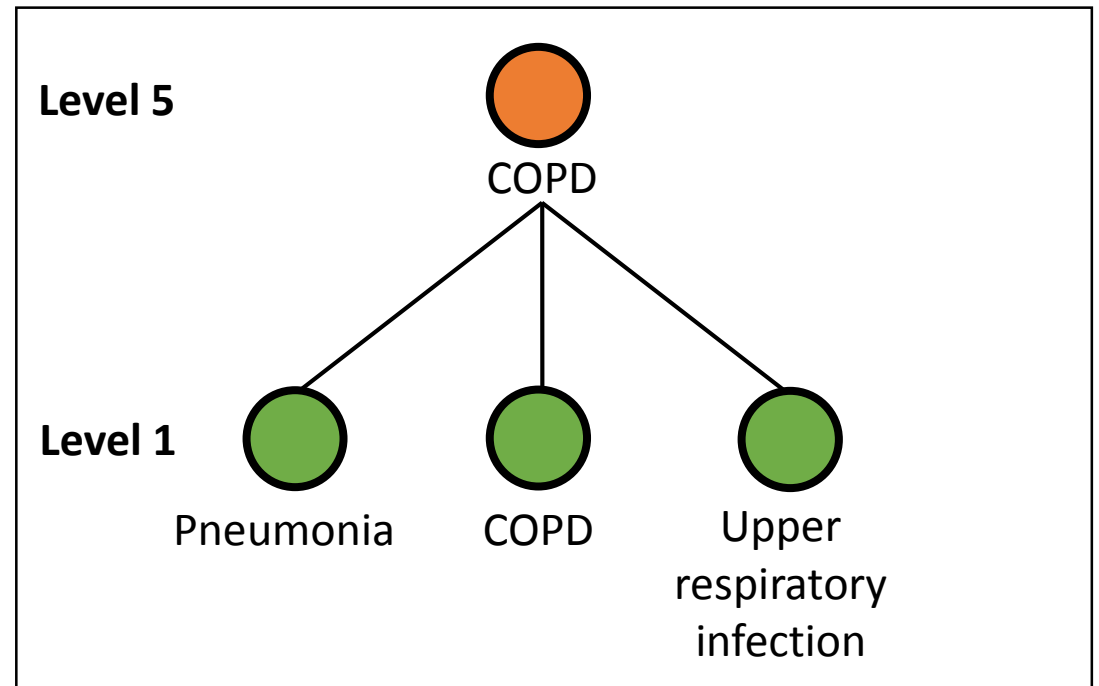 Level 5
COPD
Level 1
Pneumonia
COPD
Upper
respiratory
infection